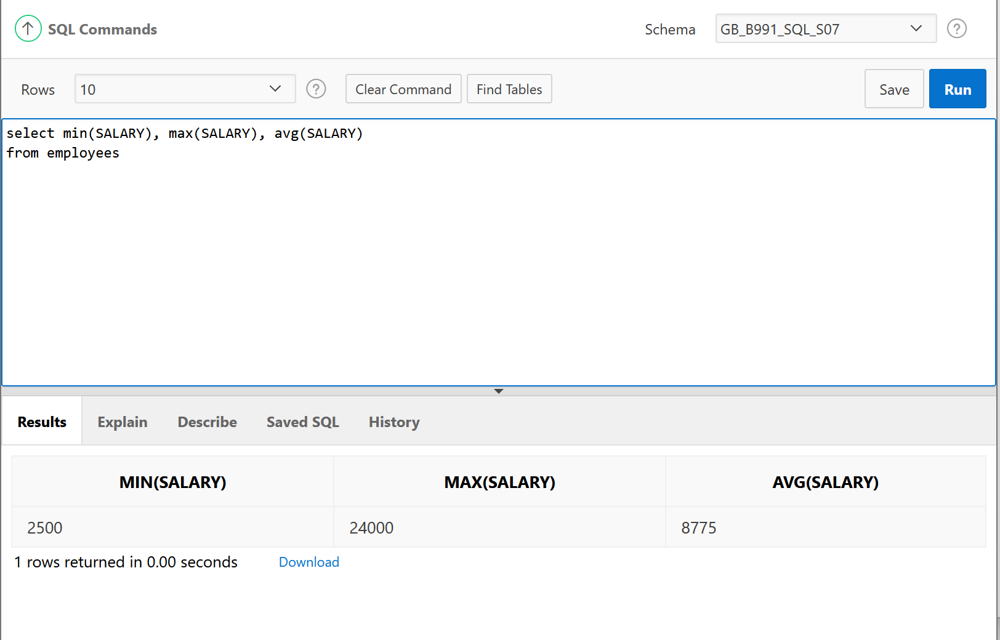 SQL Commands
Schema GB_B991_SQL_S07 ?
Rows 10 ? Clear Command Find Tables Save Run
select min(SALARY), max(SALARY), avg(SALARY)
from employees
Results Explain Describe Saved SQL History
MIN(SALARY) MAX(SALARY) AVG(SALARY)
2500 24000 8775
1 rows returned in 0.00 seconds Download